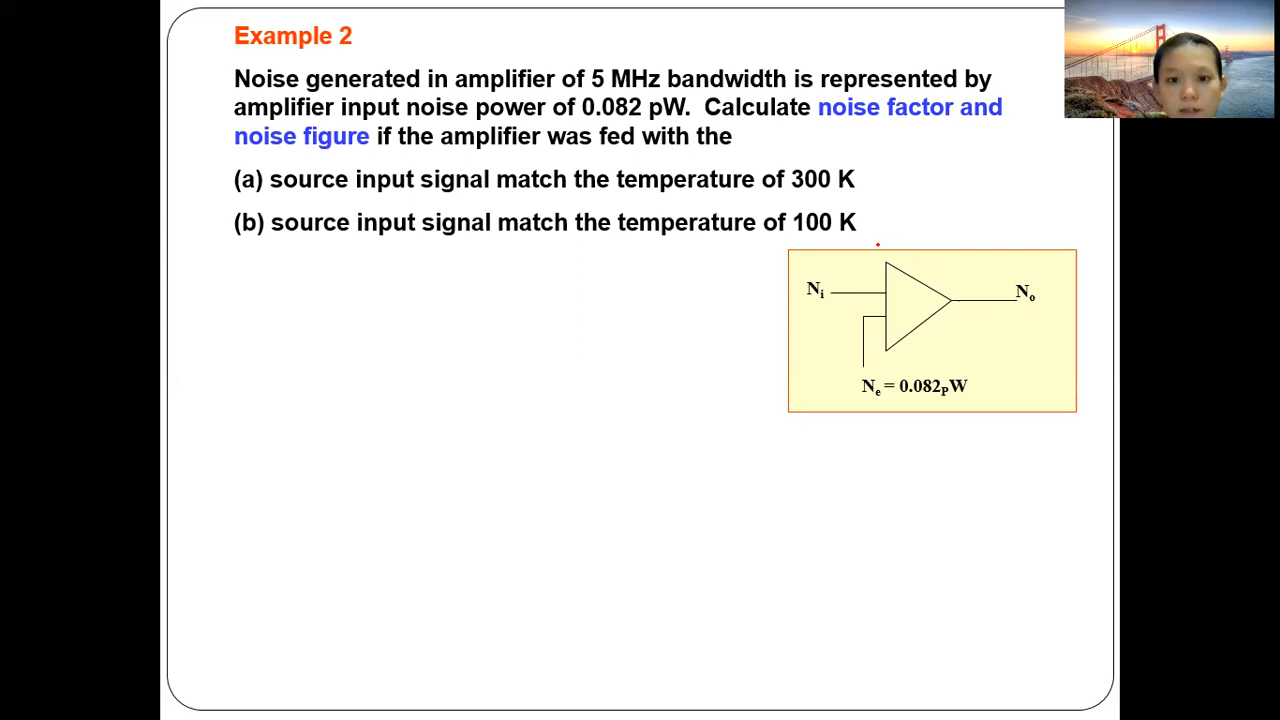 Example 2
Noise generated in amplifier of 5 MHz bandwidth is represented by
amplifier input noise power of 0.082 pW.  Calculate noise factor and
noise figure if the amplifier was fed with the
(a) source input signal match the temperature of 300 K
(b) source input signal match the temperature of 100 K
Ni
No
Ne = 0.082PW